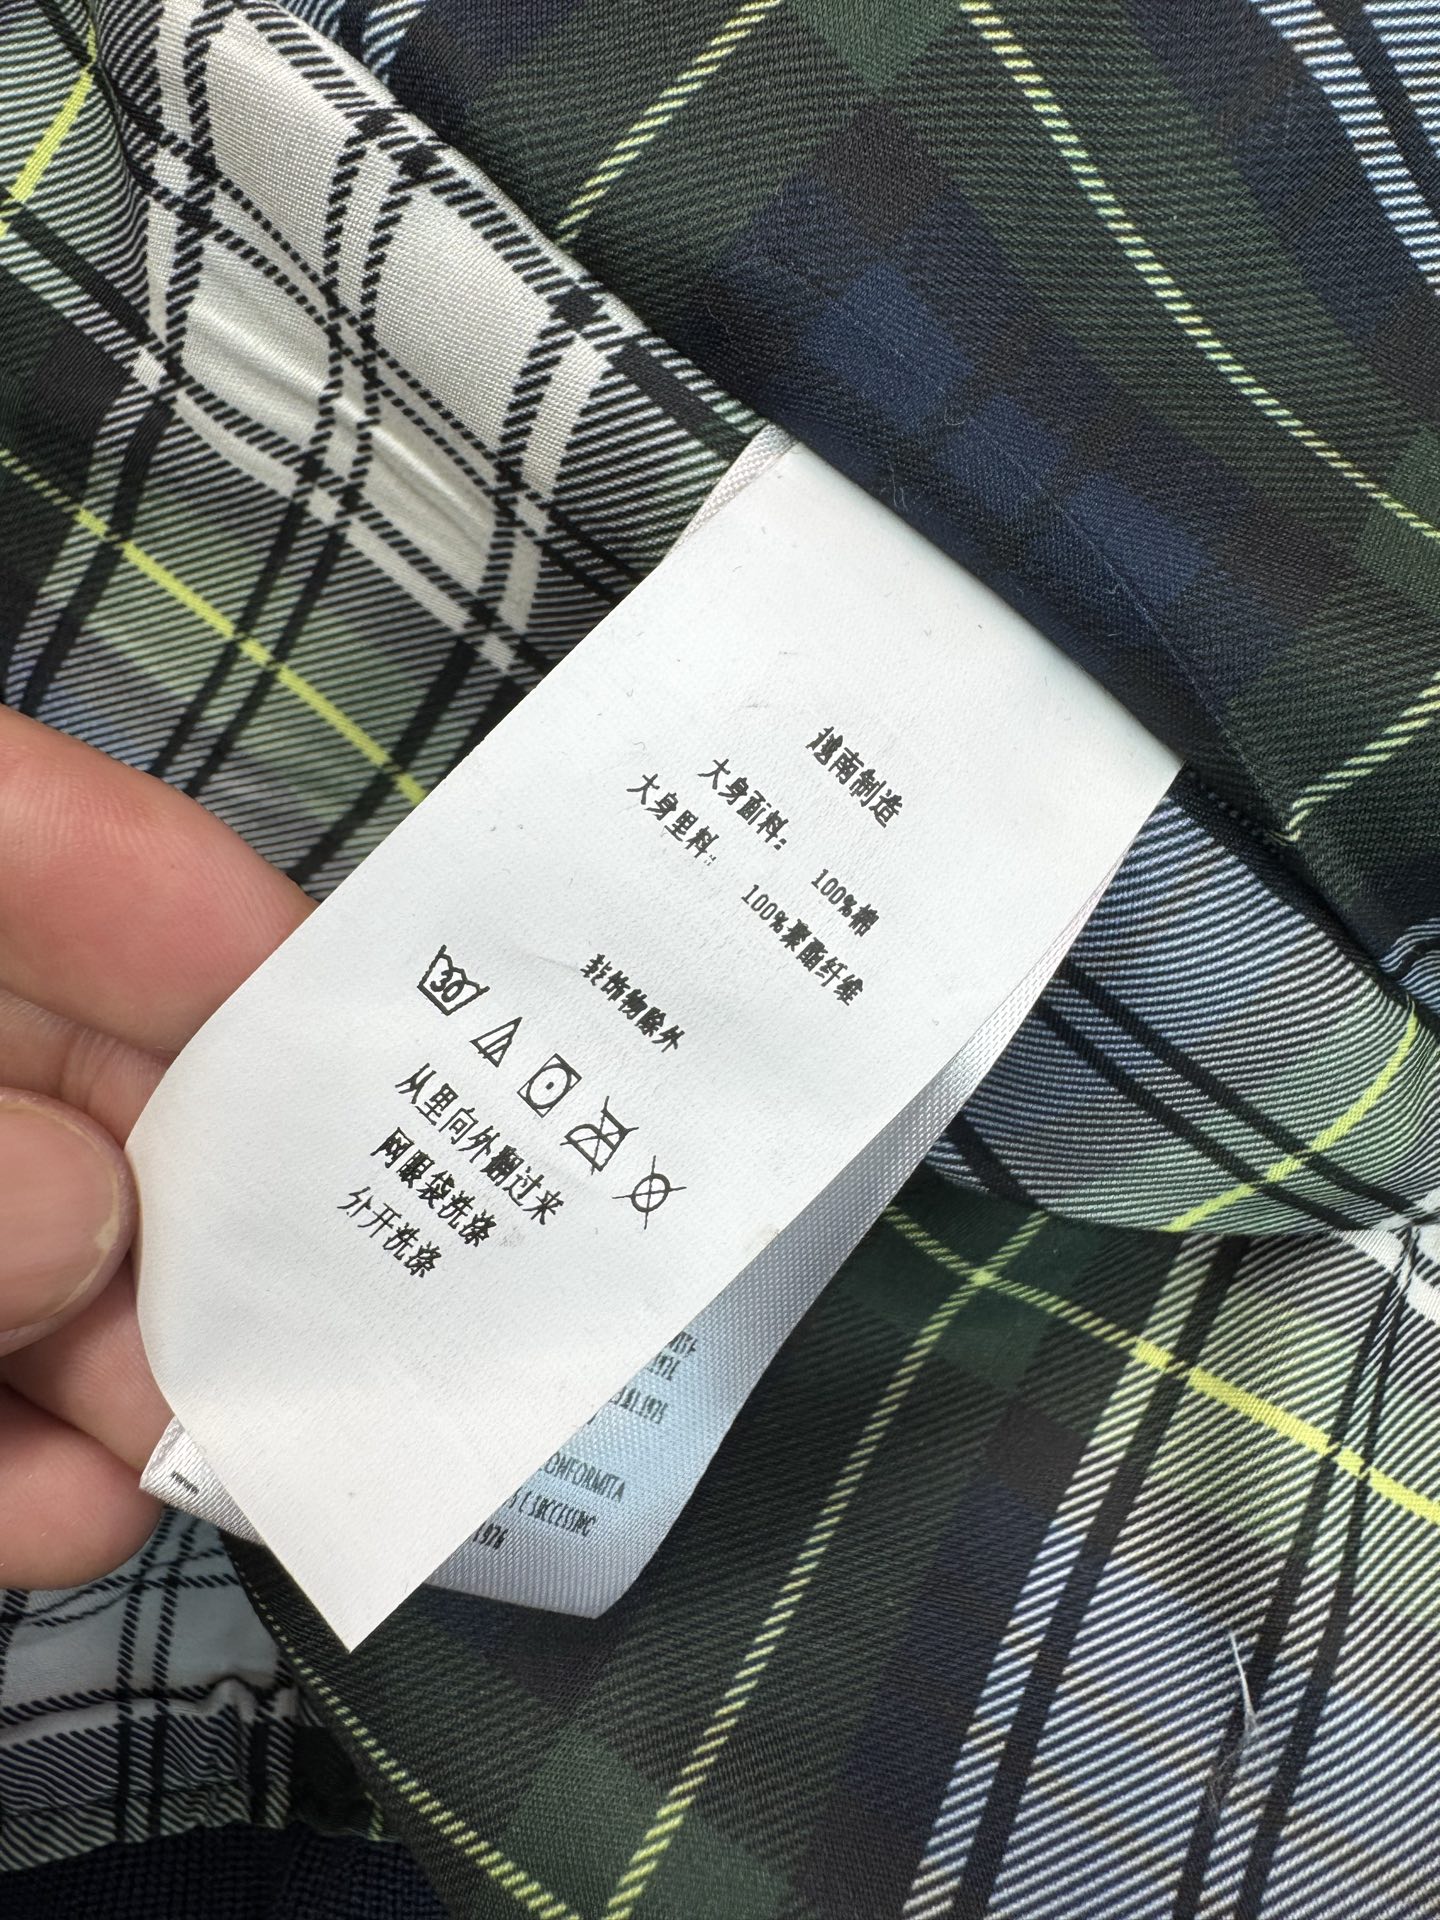 越南制造
大身面料: 100%棉
大身里料: 100%聚酯纤维
装饰物除外
从里向外翻过来
网眼袋洗涤
分开洗涤
CONFORMITA
SUCCESSIVE